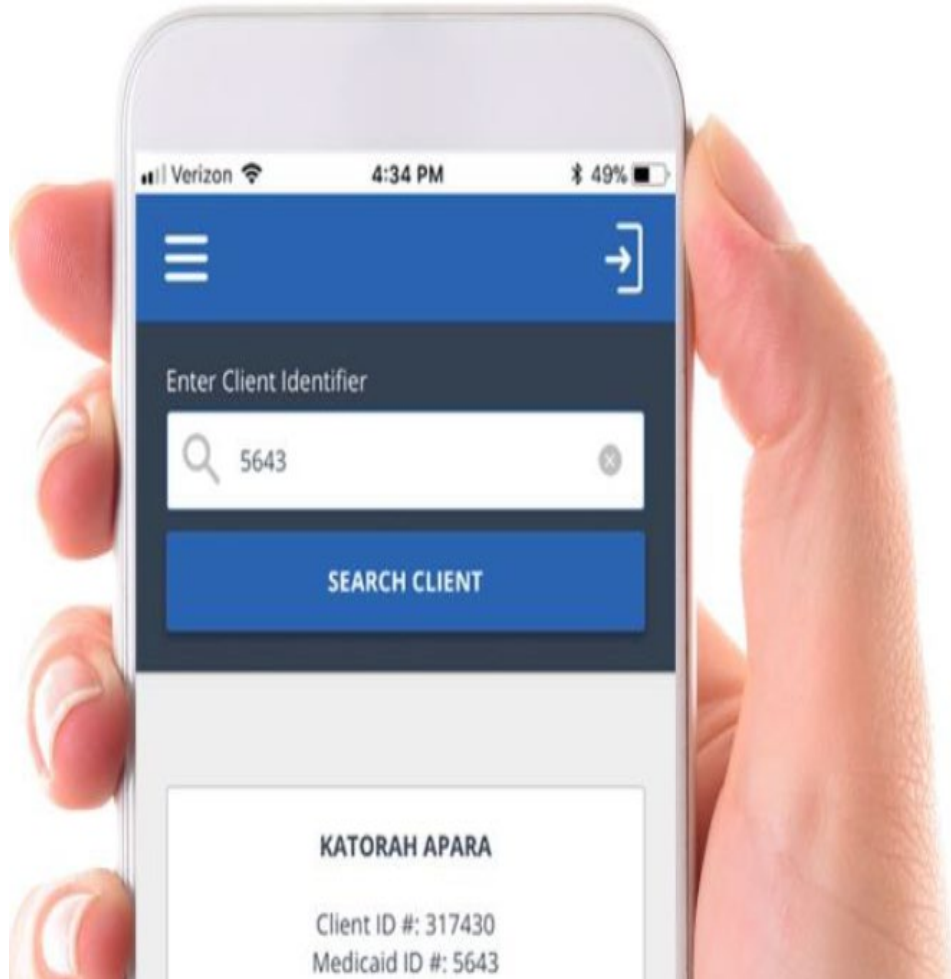 Verizon 4:34 PM 49%
Enter Client Identifier
5643
SEARCH CLIENT
KATORAH APARA
Client ID #: 317430
Medicaid ID #: 5643